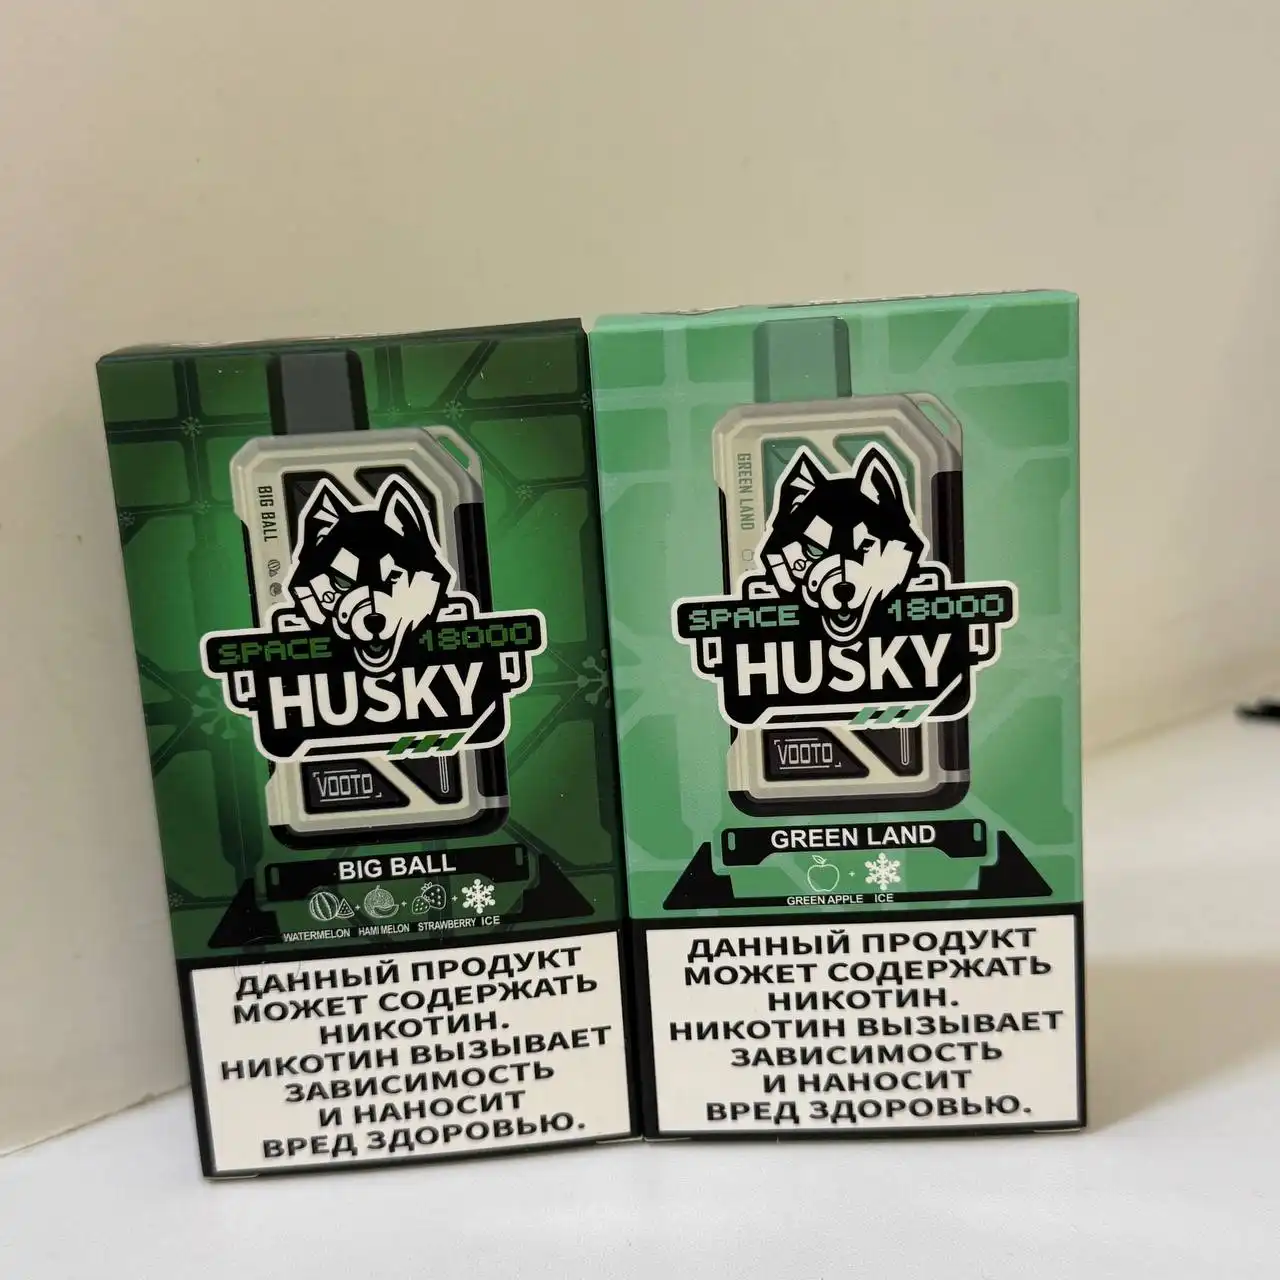 BIG BALL
SPACE 18000
HUSKY
VOOTO
BIG BALL
WATERMELON HAMI MELON STRAWBERRY ICE
ДАННЫЙ ПРОДУКТ
МОЖЕТ СОДЕРЖАТЬ
НИКОТИН.
НИКОТИН ВЫЗЫВАЕТ
ЗАВИСИМОСТЬ
И НАНОСИТ
ВРЕД ЗДОРОВЬЮ.
GREEN LAND
SPACE 18000
HUSKY
VOOTO
GREEN LAND
GREEN APPLE ICE
ДАННЫЙ ПРОДУКТ
МОЖЕТ СОДЕРЖАТЬ
НИКОТИН.
НИКОТИН ВЫЗЫВАЕТ
ЗАВИСИМОСТЬ
И НАНОСИТ
ВРЕД ЗДОРОВЬЮ.